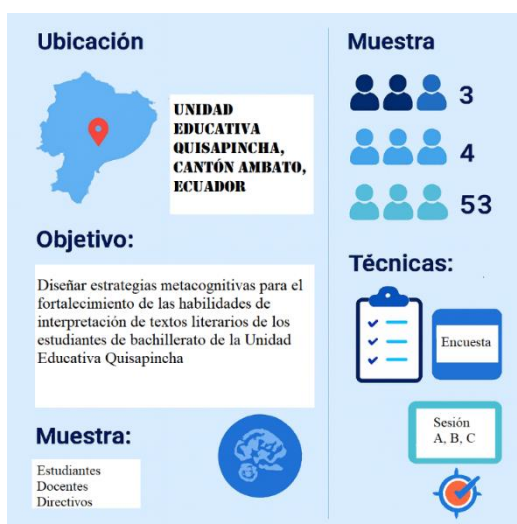 Ubicación
UNIDAD
EDUCATIVA
QUISAPINCHA,
CANTÓN AMBATO,
ECUADOR
Objetivo:
Diseñar estrategias metacognitivas para el
fortalecimiento de las habilidades de
interpretación de textos literarios de los
estudiantes de bachillerato de la Unidad
Educativa Quisapincha
Muestra:
Estudiantes
Docentes
Directivos
Muestra
3
4
53
Técnicas:
Encuesta
Sesión
A, B, C